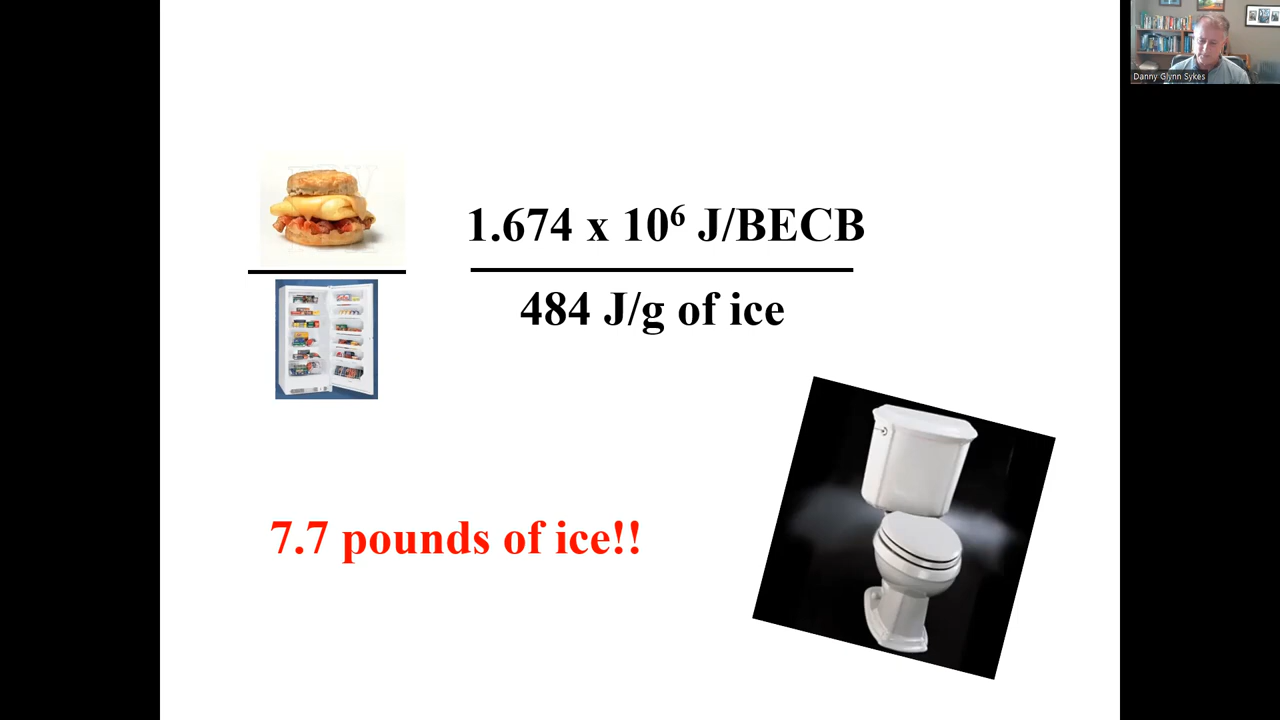 Danny Glynn Sykes
1.674 x 10⁶ J/BECB
484 J/g of ice
7.7 pounds of ice!!